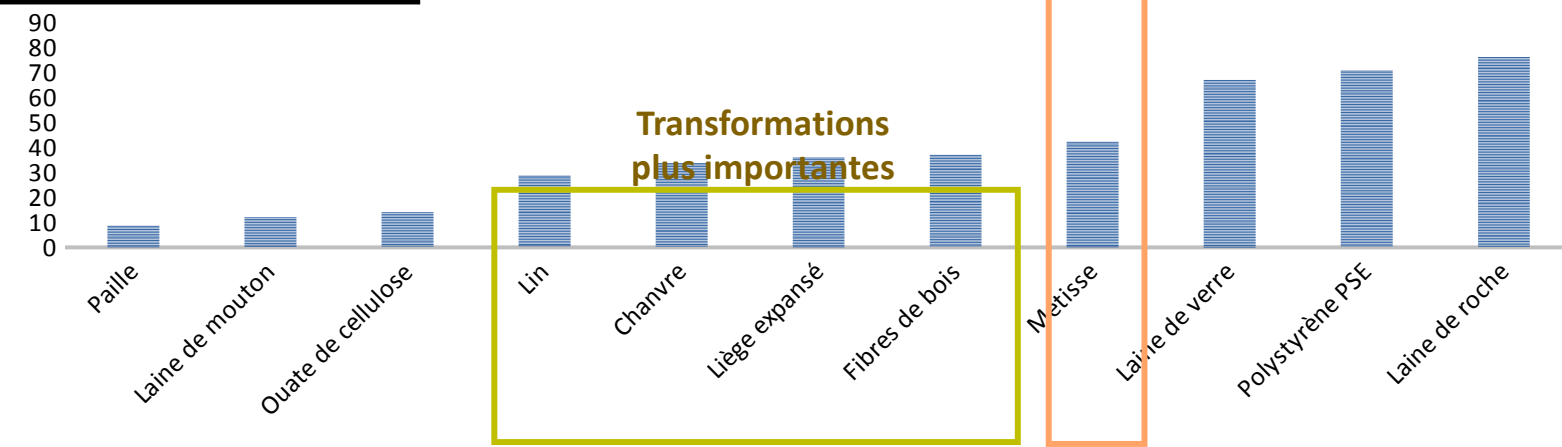 90
80
70
60
50
40
30
20
10
0
Transformations
plus importantes
Paille
Laine de mouton
Ouate de cellulose
Lin
Chanvre
Liège expansé
Fibres de bois
Métisse
Laine de verre
Polystyrène PSE
Laine de roche